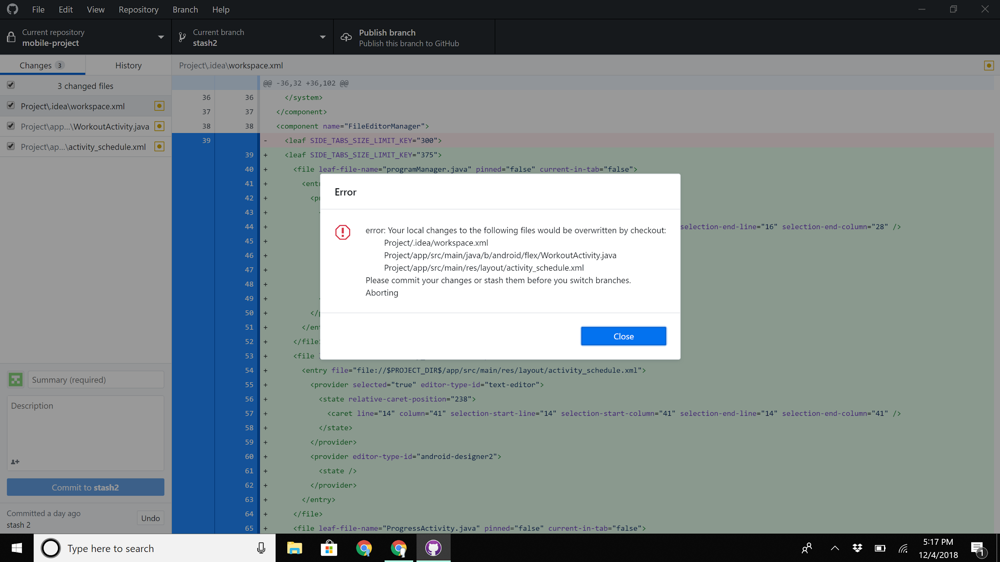 File Edit View Repository Branch Help
Current repository
mobile-project
Current branch
stash2
Publish branch
Publish this branch to GitHub
Changes 3
History
Project\.idea\workspace.xml
3 changed files
Project\.idea\workspace.xml
Project\app...\WorkoutActivity.java
Project\ap...\activity_schedule.xml
@@ -36,32 +36,102 @@
36 36 </system>
37 37 </component>
38 38 <component name="FileEditorManager">
39 - <leaf SIDE_TABS_SIZE_LIMIT_KEY="300">
39 + <leaf SIDE_TABS_SIZE_LIMIT_KEY="375">
40 + <file leaf-file-name="programManager.java" pinned="false" current-in-tab="false">
41 + <ent
42 + <p
43 +
44 + selection-end-line="16" selection-end-column="28" />
45 +
46 +
47 +
48 +
49 +
50 + </p
51 + </ent
52 + </file
53 + <file
54 + <entry file="file://$PROJECT_DIR$/app/src/main/res/layout/activity_schedule.xml">
55 + <provider selected="true" editor-type-id="text-editor">
56 + <state relative-caret-position="238">
57 + <caret line="14" column="41" selection-start-line="14" selection-start-column="41" selection-end-line="14" selection-end-column="41" />
58 + </state>
59 + </provider>
60 + <provider editor-type-id="android-designer2">
61 + <state />
62 + </provider>
63 + </entry>
64 + </file>
65 + <file leaf-file-name="ProgressActivity.java" pinned="false" current-in-tab="false">
Error
error: Your local changes to the following files would be overwritten by checkout:
Project/.idea/workspace.xml
Project/app/src/main/java/b/android/flex/WorkoutActivity.java
Project/app/src/main/res/layout/activity_schedule.xml
Please commit your changes or stash them before you switch branches.
Aborting
Close
Summary (required)
Description
Commit to stash2
Committed a day ago
stash 2
Undo
Type here to search
5:17 PM
12/4/2018
1